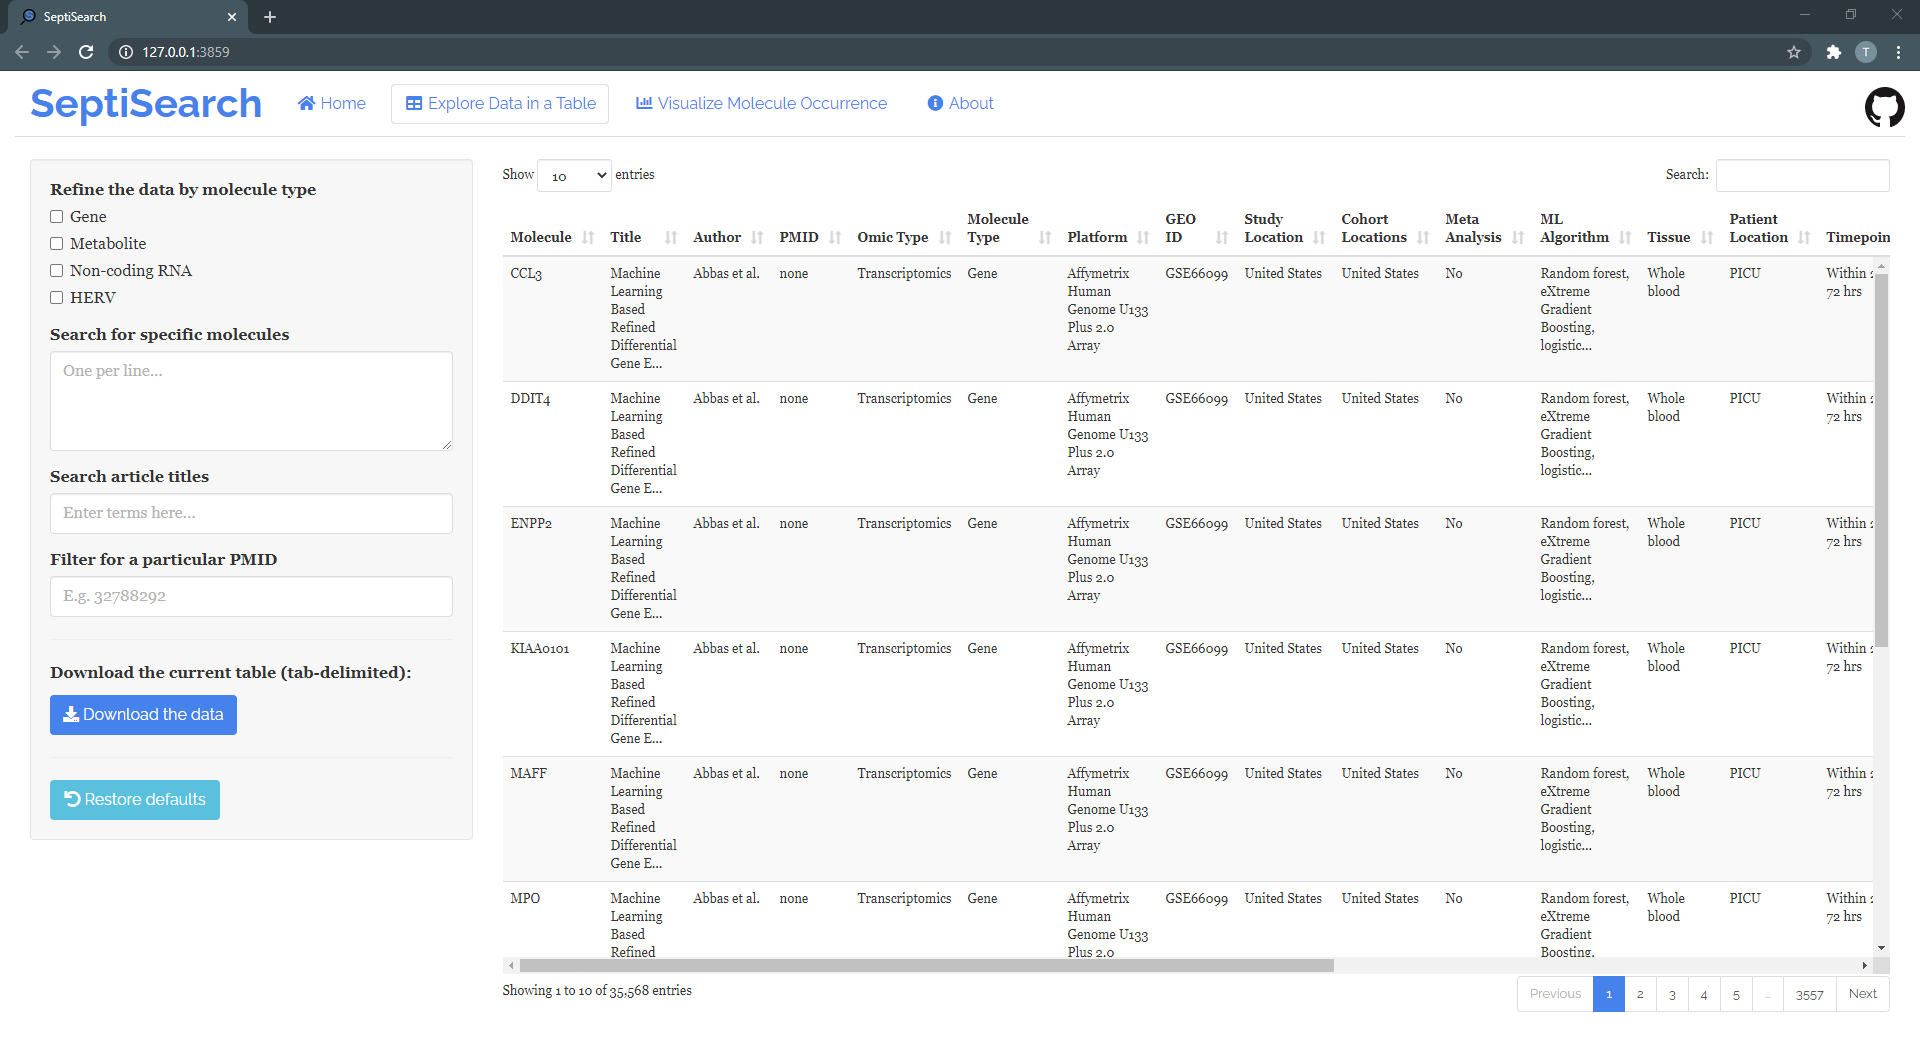 SeptiSearch
127.0.0.1:3859
T
SeptiSearch Home Explore Data in a Table Visualize Molecule Occurrence About
Refine the data by molecule type
Gene
Metabolite
Non-coding RNA
HERV
Search for specific molecules
One per line...
Search article titles
Enter terms here...
Filter for a particular PMID
E.g. 32788292
Download the current table (tab-delimited):
Download the data
Restore defaults
Show 10 entries
Search:
Molecule Title Author PMID Omic Type Molecule Type Platform GEO ID Study Location Cohort Locations Meta Analysis ML Algorithm Tissue Patient Location Timepoin
CCL3 Machine Learning Based Refined Differential Gene E... Abbas et al. none Transcriptomics Gene Affymetrix Human Genome U133 Plus 2.0 Array GSE66099 United States United States No Random forest, eXtreme Gradient Boosting, logistic... Whole blood PICU Within 72 hrs
DDIT4 Machine Learning Based Refined Differential Gene E... Abbas et al. none Transcriptomics Gene Affymetrix Human Genome U133 Plus 2.0 Array GSE66099 United States United States No Random forest, eXtreme Gradient Boosting, logistic... Whole blood PICU Within 72 hrs
ENPP2 Machine Learning Based Refined Differential Gene E... Abbas et al. none Transcriptomics Gene Affymetrix Human Genome U133 Plus 2.0 Array GSE66099 United States United States No Random forest, eXtreme Gradient Boosting, logistic... Whole blood PICU Within 72 hrs
KIAA0101 Machine Learning Based Refined Differential Gene E... Abbas et al. none Transcriptomics Gene Affymetrix Human Genome U133 Plus 2.0 Array GSE66099 United States United States No Random forest, eXtreme Gradient Boosting, logistic... Whole blood PICU Within 72 hrs
MAFF Machine Learning Based Refined Differential Gene E... Abbas et al. none Transcriptomics Gene Affymetrix Human Genome U133 Plus 2.0 Array GSE66099 United States United States No Random forest, eXtreme Gradient Boosting, logistic... Whole blood PICU Within 72 hrs
MPO Machine Learning Based Refined Abbas et al. none Transcriptomics Gene Affymetrix Human Genome U133 Plus 2.0 GSE66099 United States United States No Random forest, eXtreme Gradient Boosting, Whole blood PICU Within 72 hrs
Showing 1 to 10 of 35,568 entries
Previous 1 2 3 4 5 ... 3557 Next